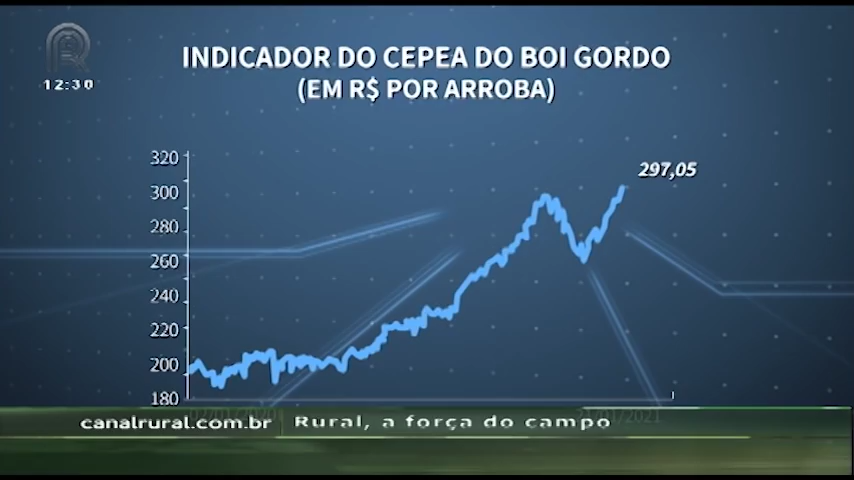 12:30
INDICADOR DO CEPEA DO BOI GORDO
(EM R$ POR ARROBA)
320
300
280
260
240
220
200
180
297,05
canalrural.com.br
Rural, a força do campo